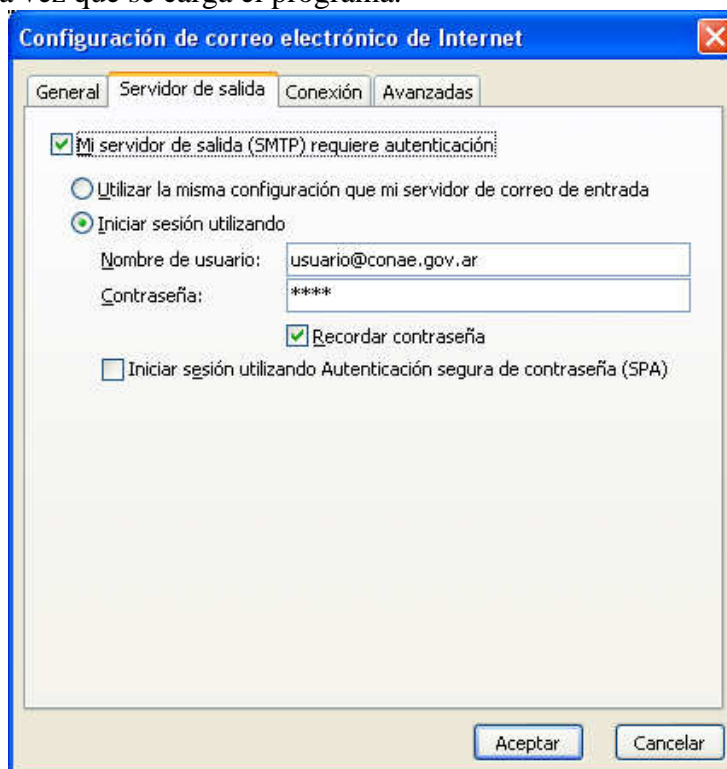 vez que se carga el programa.
Configuración de correo electrónico de Internet
General Servidor de salida Conexión Avanzadas
Mi servidor de salida (SMTP) requiere autenticación
Utilizar la misma configuración que mi servidor de correo de entrada
Iniciar sesión utilizando
Nombre de usuario: usuario@conae.gov.ar
Contraseña: ****
Recordar contraseña
Iniciar sesión utilizando Autenticación segura de contraseña (SPA)
Aceptar Cancelar